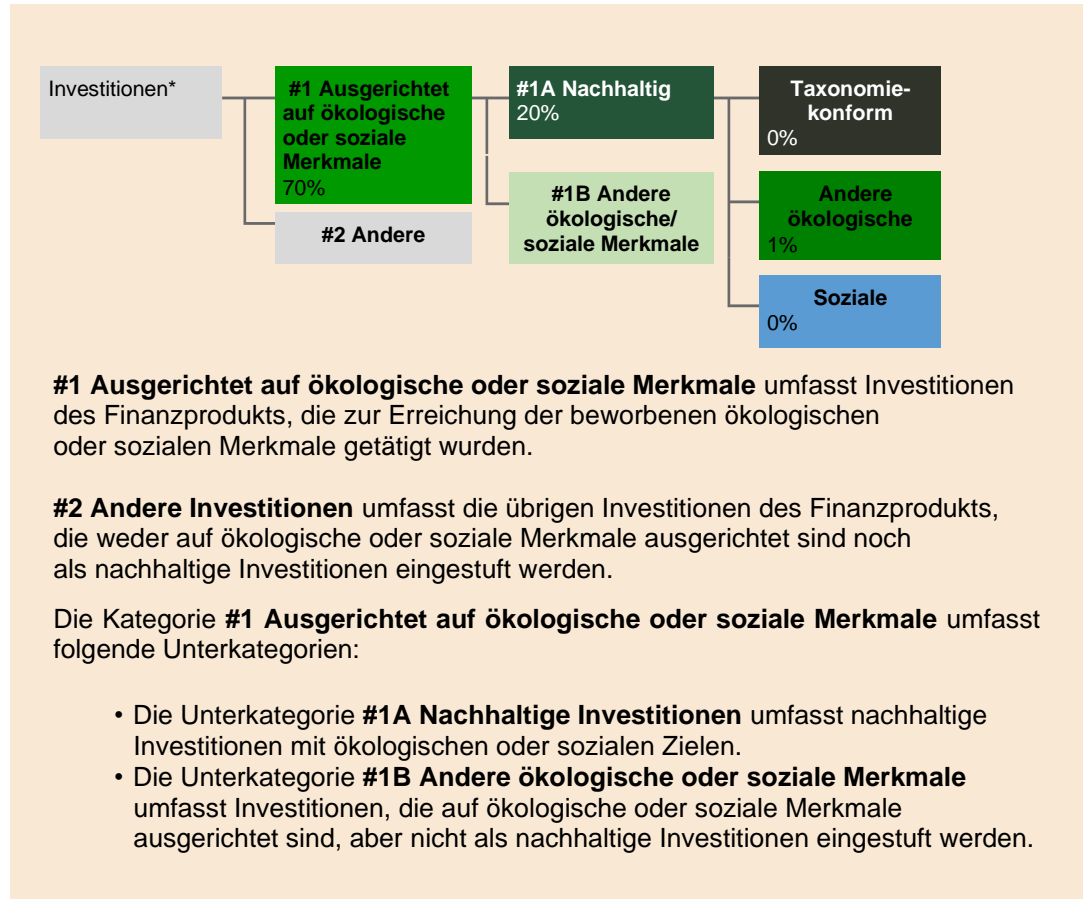 Investitionen*
#1 Ausgerichtet
auf ökologische
oder soziale
Merkmale
70%
#2 Andere
#1A Nachhaltig
20%
#1B Andere
ökologische/
soziale Merkmale
Taxonomie-
konform
0%
Andere
ökologische
1%
Soziale
0%
#1 Ausgerichtet auf ökologische oder soziale Merkmale umfasst Investitionen
des Finanzprodukts, die zur Erreichung der beworbenen ökologischen
oder sozialen Merkmale getätigt wurden.
#2 Andere Investitionen umfasst die übrigen Investitionen des Finanzprodukts,
die weder auf ökologische oder soziale Merkmale ausgerichtet sind noch
als nachhaltige Investitionen eingestuft werden.
Die Kategorie #1 Ausgerichtet auf ökologische oder soziale Merkmale umfasst
folgende Unterkategorien:
• Die Unterkategorie #1A Nachhaltige Investitionen umfasst nachhaltige
Investitionen mit ökologischen oder sozialen Zielen.
• Die Unterkategorie #1B Andere ökologische oder soziale Merkmale
umfasst Investitionen, die auf ökologische oder soziale Merkmale
ausgerichtet sind, aber nicht als nachhaltige Investitionen eingestuft werden.